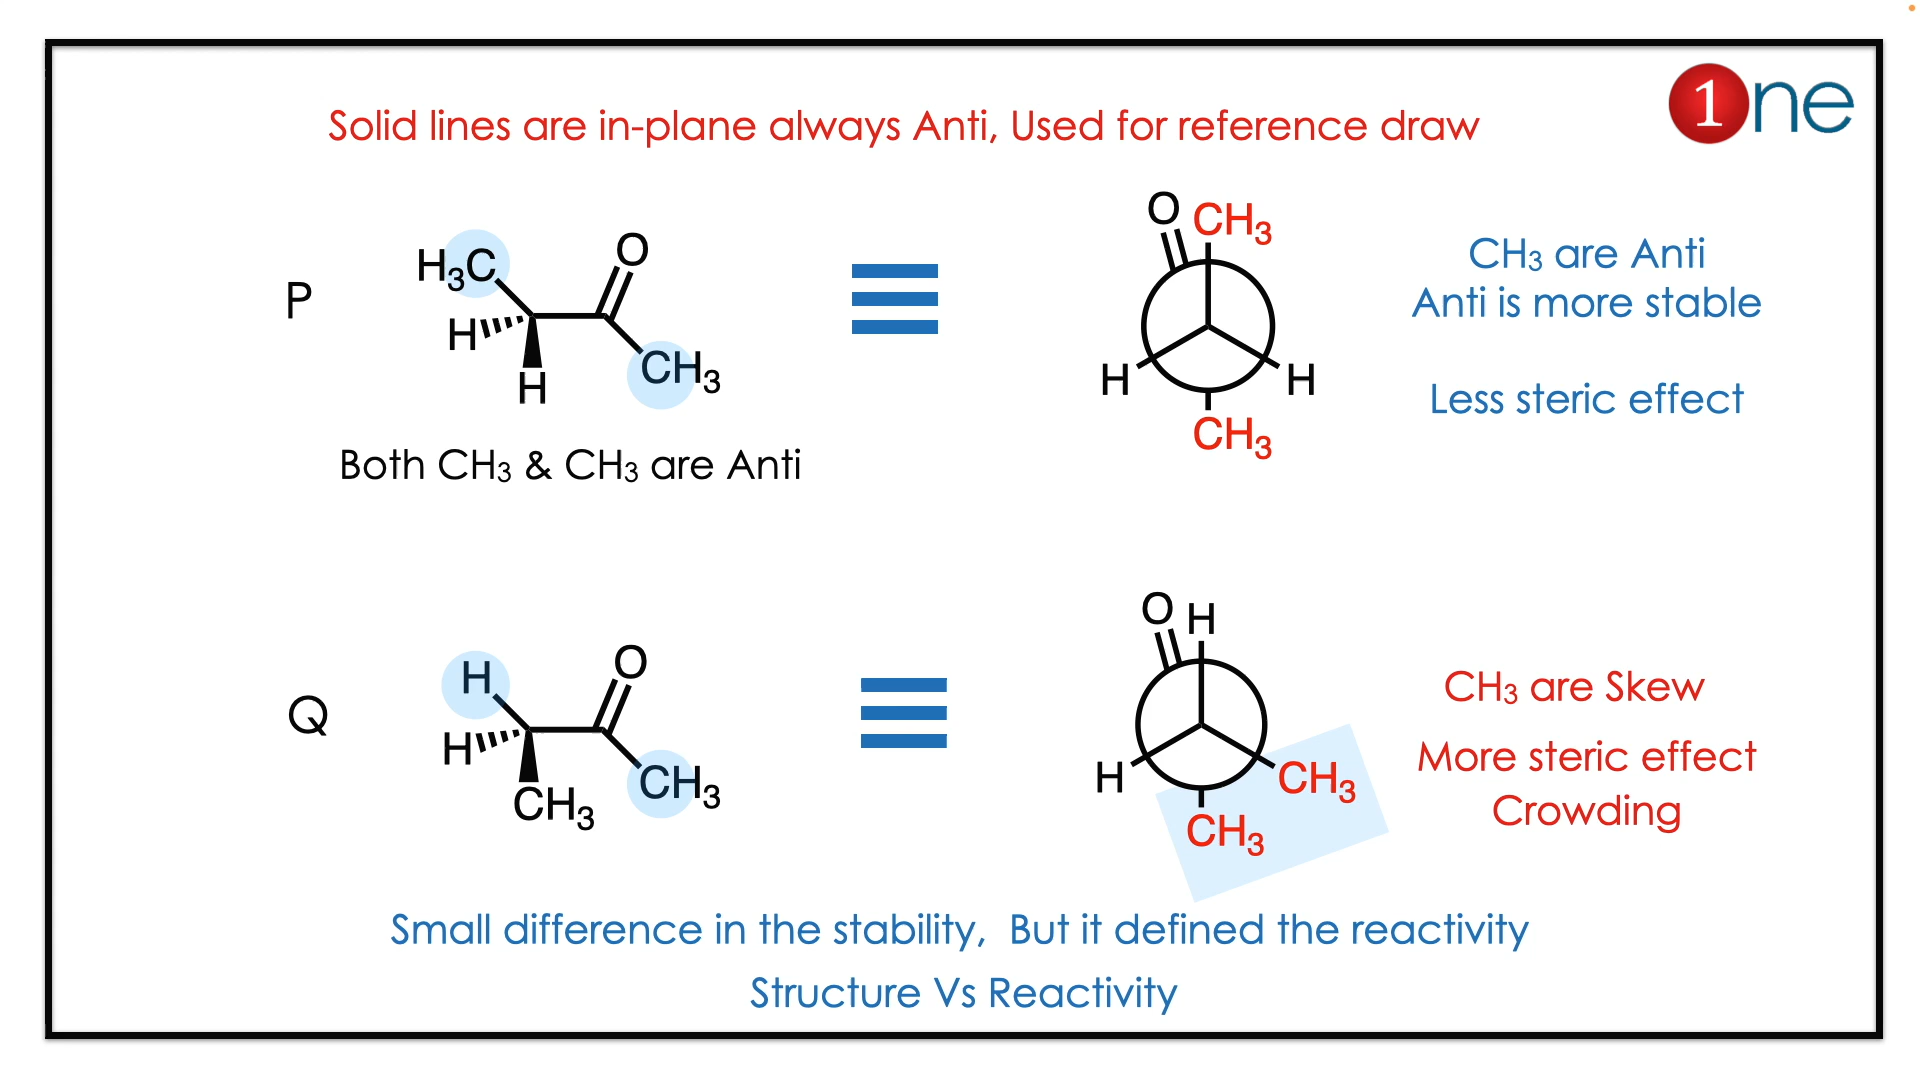 1ne
Solid lines are in-plane always Anti, Used for reference draw
P
H₃C
O
H
H
CH₃
O
CH₃
H
H
CH₃
CH₃ are Anti
Anti is more stable
Less steric effect
Both CH₃ & CH₃ are Anti
Q
H
O
H
CH₃
CH₃
O
H
H
CH₃
CH₃
CH₃ are Skew
More steric effect
Crowding
Small difference in the stability, But it defined the reactivity
Structure Vs Reactivity